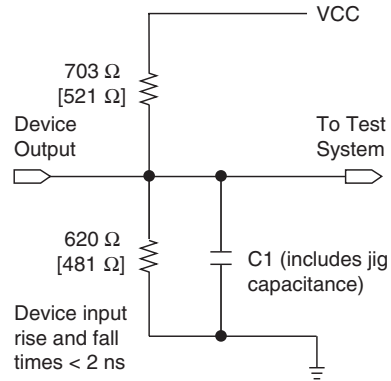 VCC
703 Ω
[521 Ω]
Device
Output
To Test
System
620 Ω
[481 Ω]
C1 (includes jig
capacitance)
Device input
rise and fall
times < 2 ns